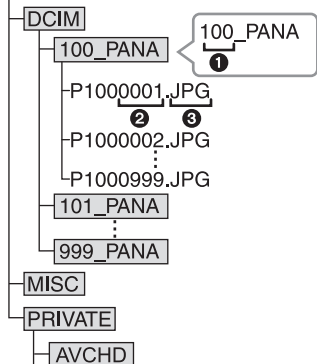 DCIM
100_PANA
100_PANA
❶
P1000001.JPG
❷ ❸
P1000002.JPG
P1000999.JPG
101_PANA
999_PANA
MISC
PRIVATE
AVCHD